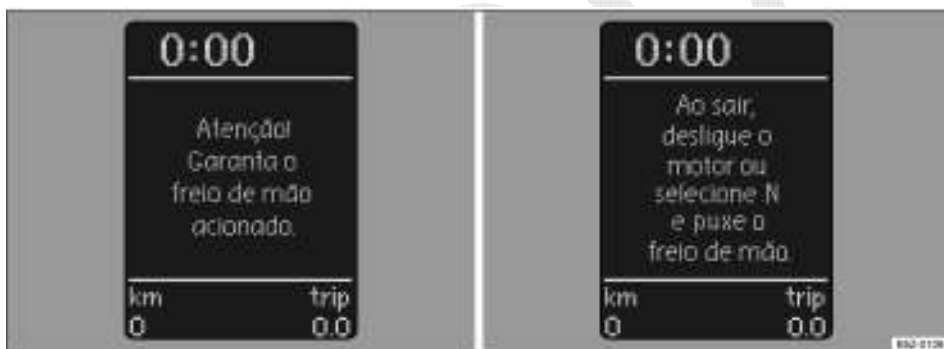 0:00
Atenção!
Garanta o
freio de mão
acionado.
km trip
0 0.0
0:00
Ao sair,
desligue o
motor ou
selecione N
e puxe o
freio de mão.
km trip
0 0.0